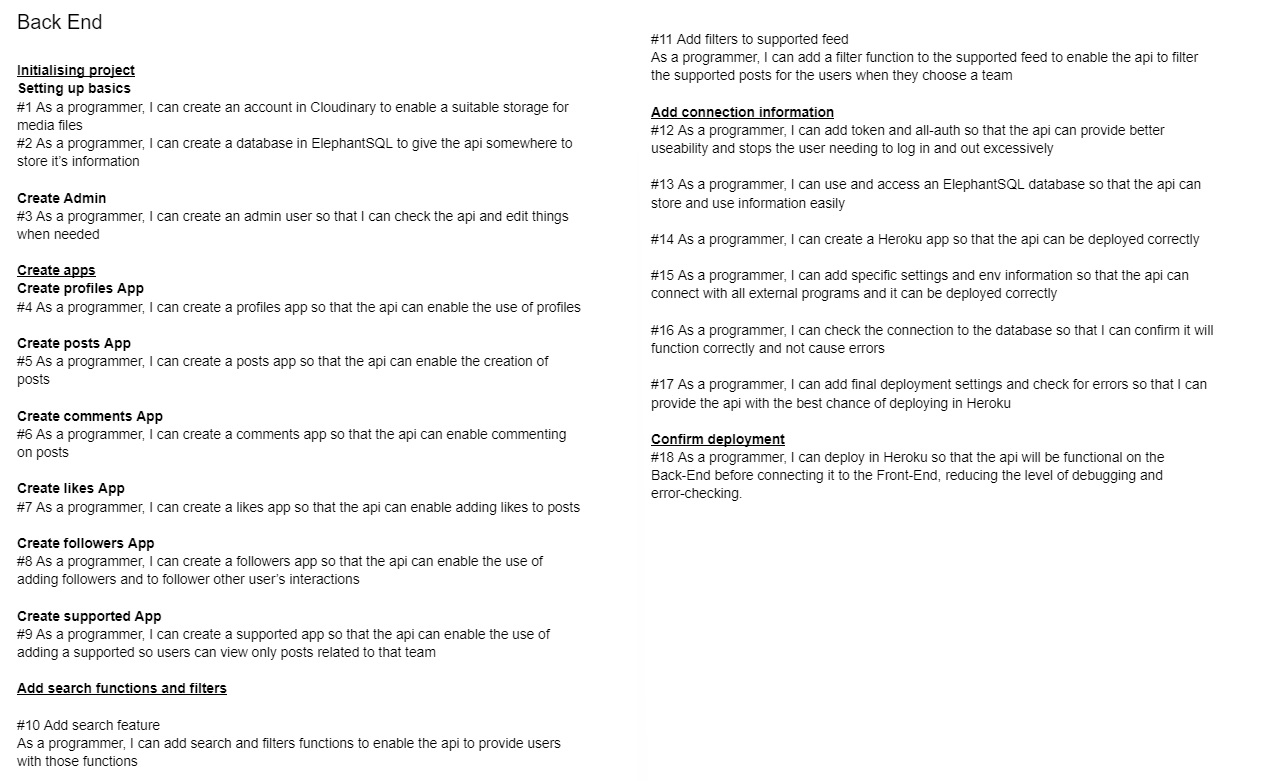 Back End
Initialising project
Setting up basics
#1 As a programmer, I can create an account in Cloudinary to enable a suitable storage for
media files
#2 As a programmer, I can create a database in ElephantSQL to give the api somewhere to
store it's information
Create Admin
#3 As a programmer, I can create an admin user so that I can check the api and edit things
when needed
Create apps
Create profiles App
#4 As a programmer, I can create a profiles app so that the api can enable the use of profiles
Create posts App
#5 As a programmer, I can create a posts app so that the api can enable the creation of
posts
Create comments App
#6 As a programmer, I can create a comments app so that the api can enable commenting
on posts
Create likes App
#7 As a programmer, I can create a likes app so that the api can enable adding likes to posts
Create followers App
#8 As a programmer, I can create a followers app so that the api can enable the use of
adding followers and to follower other user's interactions
Create supported App
#9 As a programmer, I can create a supported app so that the api can enable the use of
adding a supported so users can view only posts related to that team
Add search functions and filters
#10 Add search feature
As a programmer, I can add search and filters functions to enable the api to provide users
with those functions
#11 Add filters to supported feed
As a programmer, I can add a filter function to the supported feed to enable the api to filter
the supported posts for the users when they choose a team
Add connection information
#12 As a programmer, I can add token and all-auth so that the api can provide better
useability and stops the user needing to log in and out excessively
#13 As a programmer, I can use and access an ElephantSQL database so that the api can
store and use information easily
#14 As a programmer, I can create a Heroku app so that the api can be deployed correctly
#15 As a programmer, I can add specific settings and env information so that the api can
connect with all external programs and it can be deployed correctly
#16 As a programmer, I can check the connection to the database so that I can confirm it will
function correctly and not cause errors
#17 As a programmer, I can add final deployment settings and check for errors so that I can
provide the api with the best chance of deploying in Heroku
Confirm deployment
#18 As a programmer, I can deploy in Heroku so that the api will be functional on the
Back-End before connecting it to the Front-End, reducing the level of debugging and
error-checking.